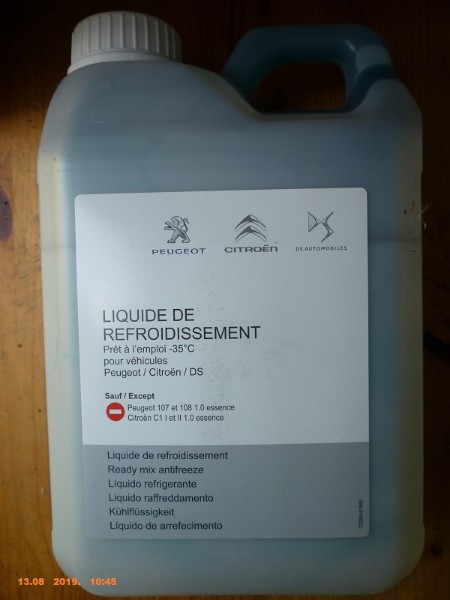 PEUGEOT CITROËN DS AUTOMOBILES
LIQUIDE DE
REFROIDISSEMENT
Prêt à l'emploi -35°C
pour véhicules
Peugeot / Citroën / DS
Sauf / Except
Peugeot 107 et 108 1.0 essence
Citroën C1 I et II 1.0 essence
Liquide de refroidissement
Ready mix antifreeze
Líquido refrigerante
Liquido raffreddamento
Kühlflüssigkeit
Líquido de arrefecimento
13.08 2019. 10:45